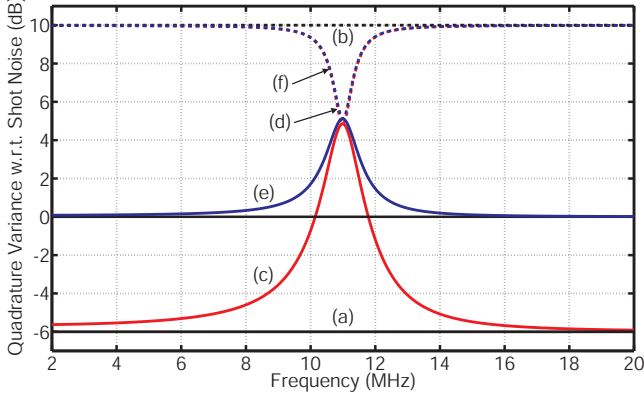 Quadrature Variance w.r.t. Shot Noise (dB)
10
8
6
4
2
0
-2
-4
-6
(b)
(f)
(d)
(e)
(c)
(a)
2 4 6 8 10 12 14 16 18 20
Frequency (MHz)